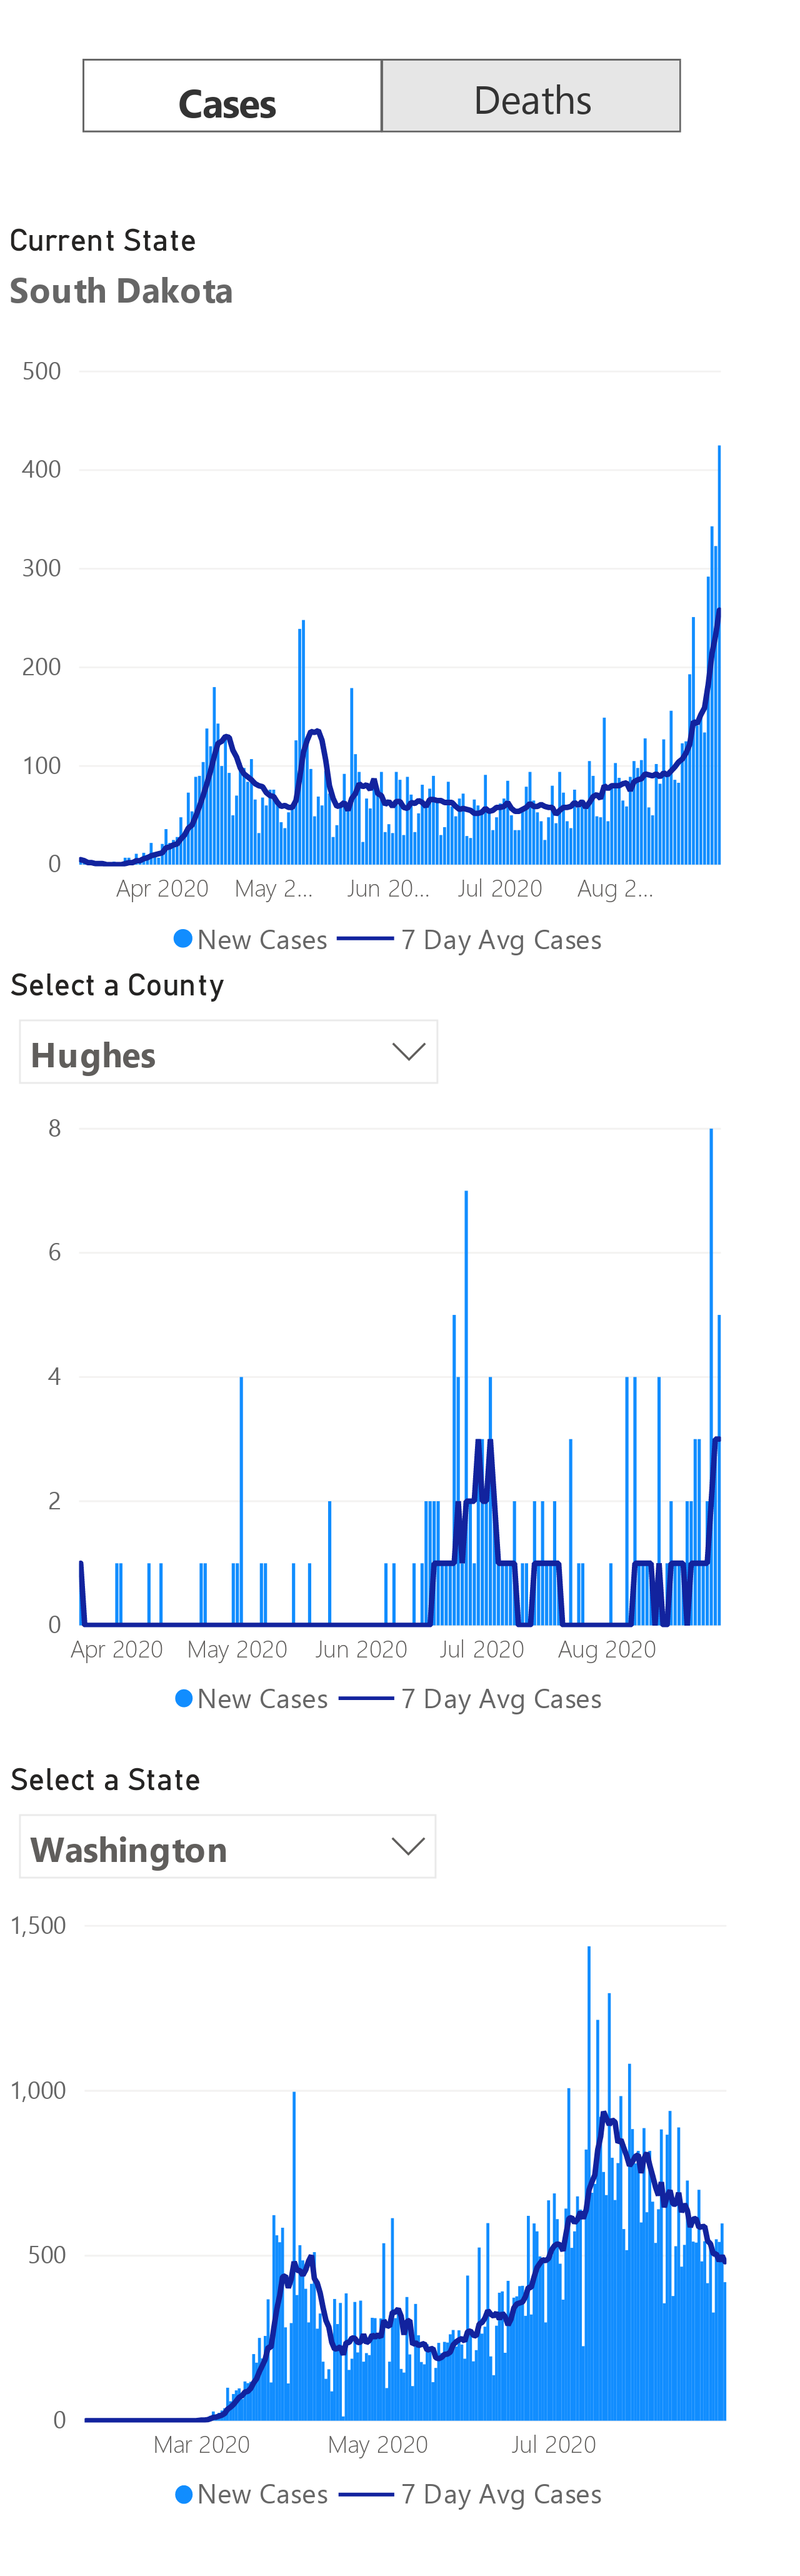 Cases Deaths
Current State
South Dakota
500
400
300
200
100
0
Apr 2020 May 2... Jun 20... Jul 2020 Aug 2...
New Cases 7 Day Avg Cases
Select a County
Hughes
8
6
4
2
0
Apr 2020 May 2020 Jun 2020 Jul 2020 Aug 2020
New Cases 7 Day Avg Cases
Select a State
Washington
1,500
1,000
500
0
Mar 2020 May 2020 Jul 2020
New Cases 7 Day Avg Cases